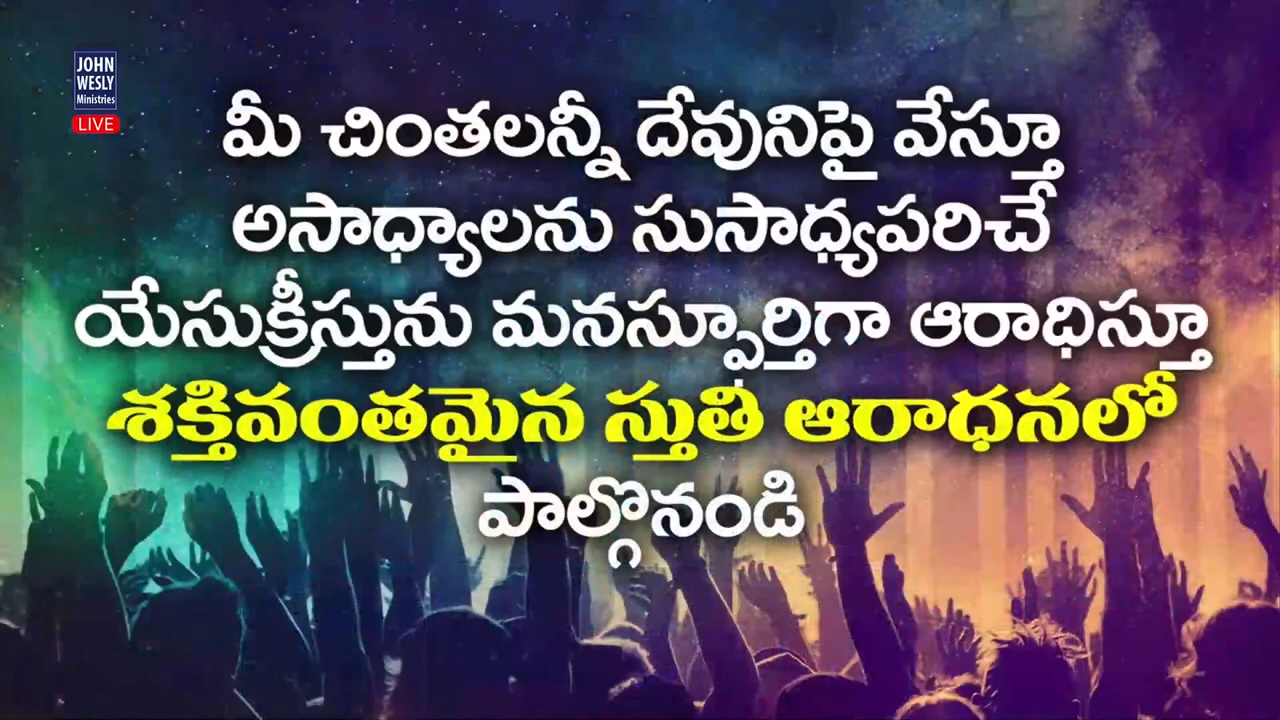 JOHN
WESLY
Ministries
LIVE
మీ చింతలన్నీ దేవునిపై వేస్తూ
అసాధ్యాలను సుసాధ్యపరిచే
యేసుక్రీస్తును మనస్ఫూర్తిగా ఆరాధిస్తూ
శక్తివంతమైన స్తుతి ఆరాధనలో
పాల్గొనండి